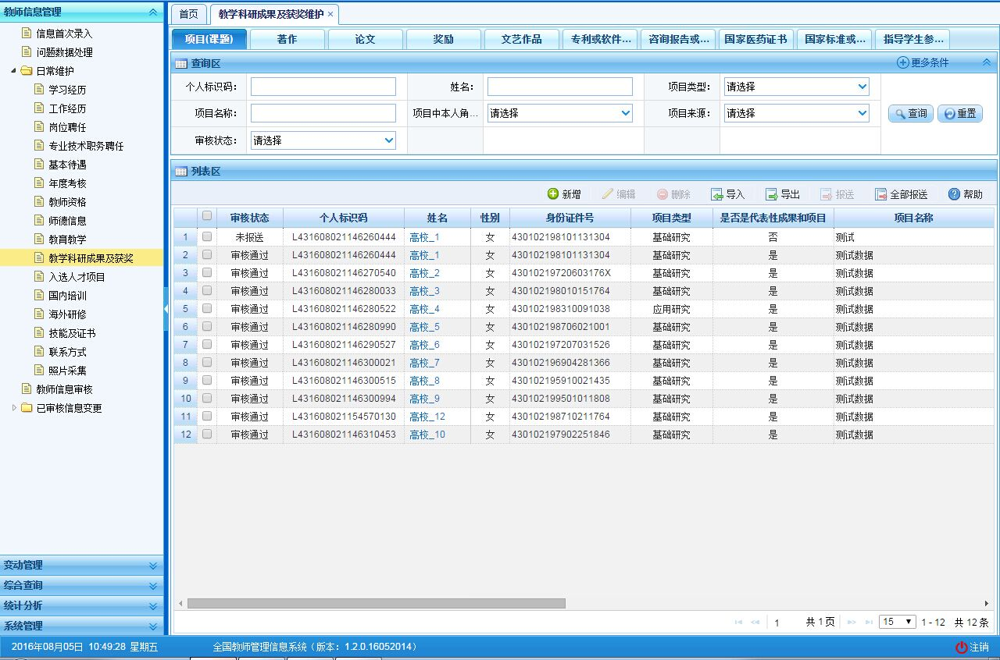 教师信息管理
信息首次录入
问题数据处理
日常维护
学习经历
工作经历
岗位聘任
专业技术职务聘任
基本待遇
年度考核
教师资格
师德信息
教育教学
教学科研成果及获奖
入选人才项目
国内培训
海外研修
技能及证书
联系方式
照片采集
教师信息审核
已审核信息变更
变动管理
综合查询
统计分析
系统管理
首页 教学科研成果及获奖维护 ×
项目(课题) 著作 论文 奖励 文艺作品 专利或软件... 咨询报告或... 国家医药证书 国家标准或... 指导学生参...
查询区 更多条件
个人标识码： 姓名： 项目类型： 请选择
项目名称： 项目中本人角... 请选择 项目来源： 请选择 查询 重置
审核状态： 请选择
列表区
新增 编辑 删除 导入 导出 报送 全部报送 帮助
审核状态 个人标识码 姓名 性别 身份证件号 项目类型 是否是代表性成果和项目 项目名称
1 未报送 L431608021146260444 高校_1 女 430102198101131304 基础研究 否 测试
2 审核通过 L431608021146260444 高校_1 女 430102198101131304 基础研究 是 测试数据
3 审核通过 L431608021146270540 高校_2 女 43010219720603176X 基础研究 是 测试数据
4 审核通过 L431608021146280033 高校_3 女 430102198010151764 基础研究 是 测试数据
5 审核通过 L431608021146280522 高校_4 女 430102198310091038 应用研究 是 测试数据
6 审核通过 L431608021146280990 高校_5 女 430102198706021001 基础研究 是 测试数据
7 审核通过 L431608021146290527 高校_6 女 430102197207031526 基础研究 是 测试数据
8 审核通过 L431608021146300021 高校_7 女 430102196904281366 基础研究 是 测试数据
9 审核通过 L431608021146300515 高校_8 女 430102195910021435 基础研究 是 测试数据
10 审核通过 L431608021146300994 高校_9 女 430102199501011808 基础研究 是 测试数据
11 审核通过 L431608021154570130 高校_12 女 430102198710211764 基础研究 是 测试数据
12 审核通过 L431608021146310453 高校_10 女 430102197902251846 基础研究 是 测试数据
1 共 1 页 15 1 - 12 共 12 条
2016年08月05日 10:49:28 星期五 全国教师管理信息系统（版本：1.2.0.16052014） 注销